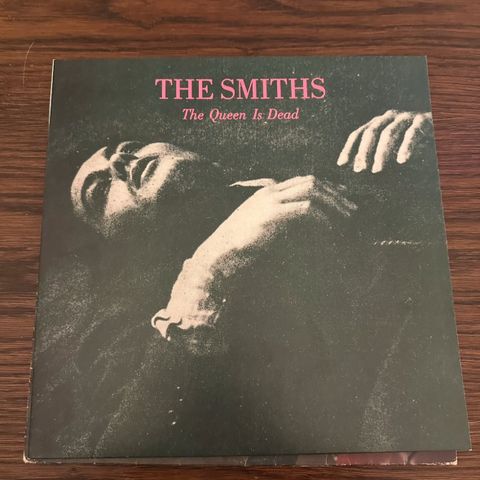 THE SMITHS
The Queen Is Dead